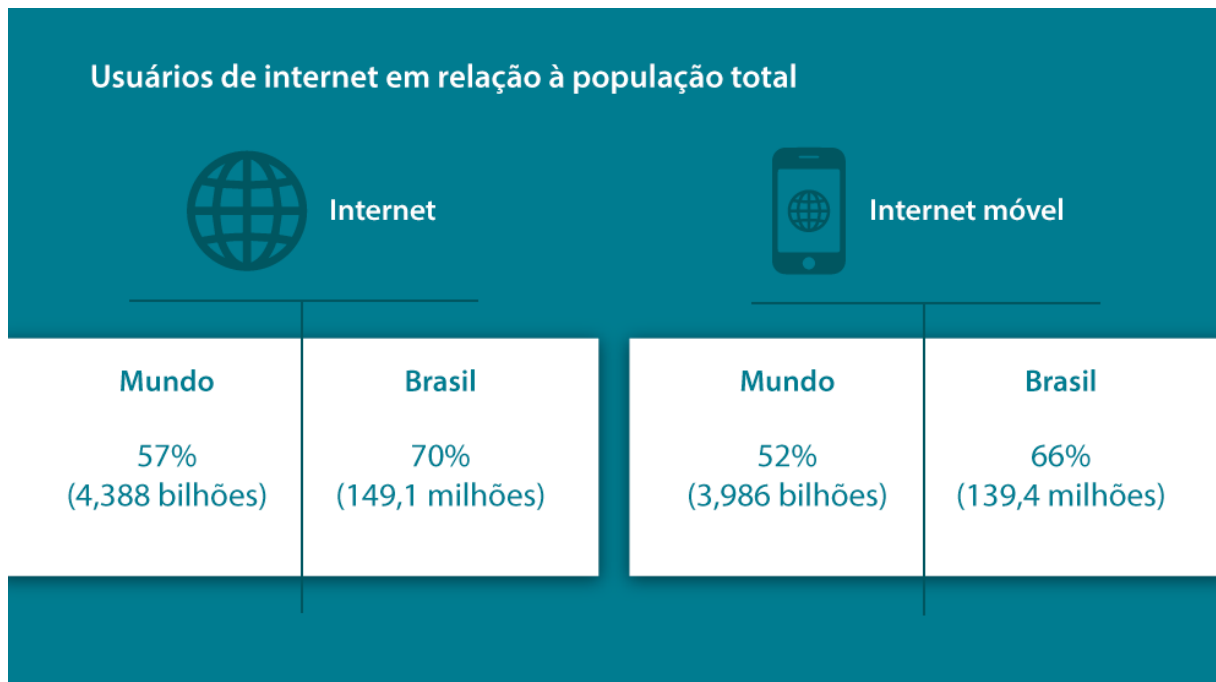 Usuários de internet em relação à população total
Internet
Mundo
57%
(4,388 bilhões)
Brasil
70%
(149,1 milhões)
Internet móvel
Mundo
52%
(3,986 bilhões)
Brasil
66%
(139,4 milhões)